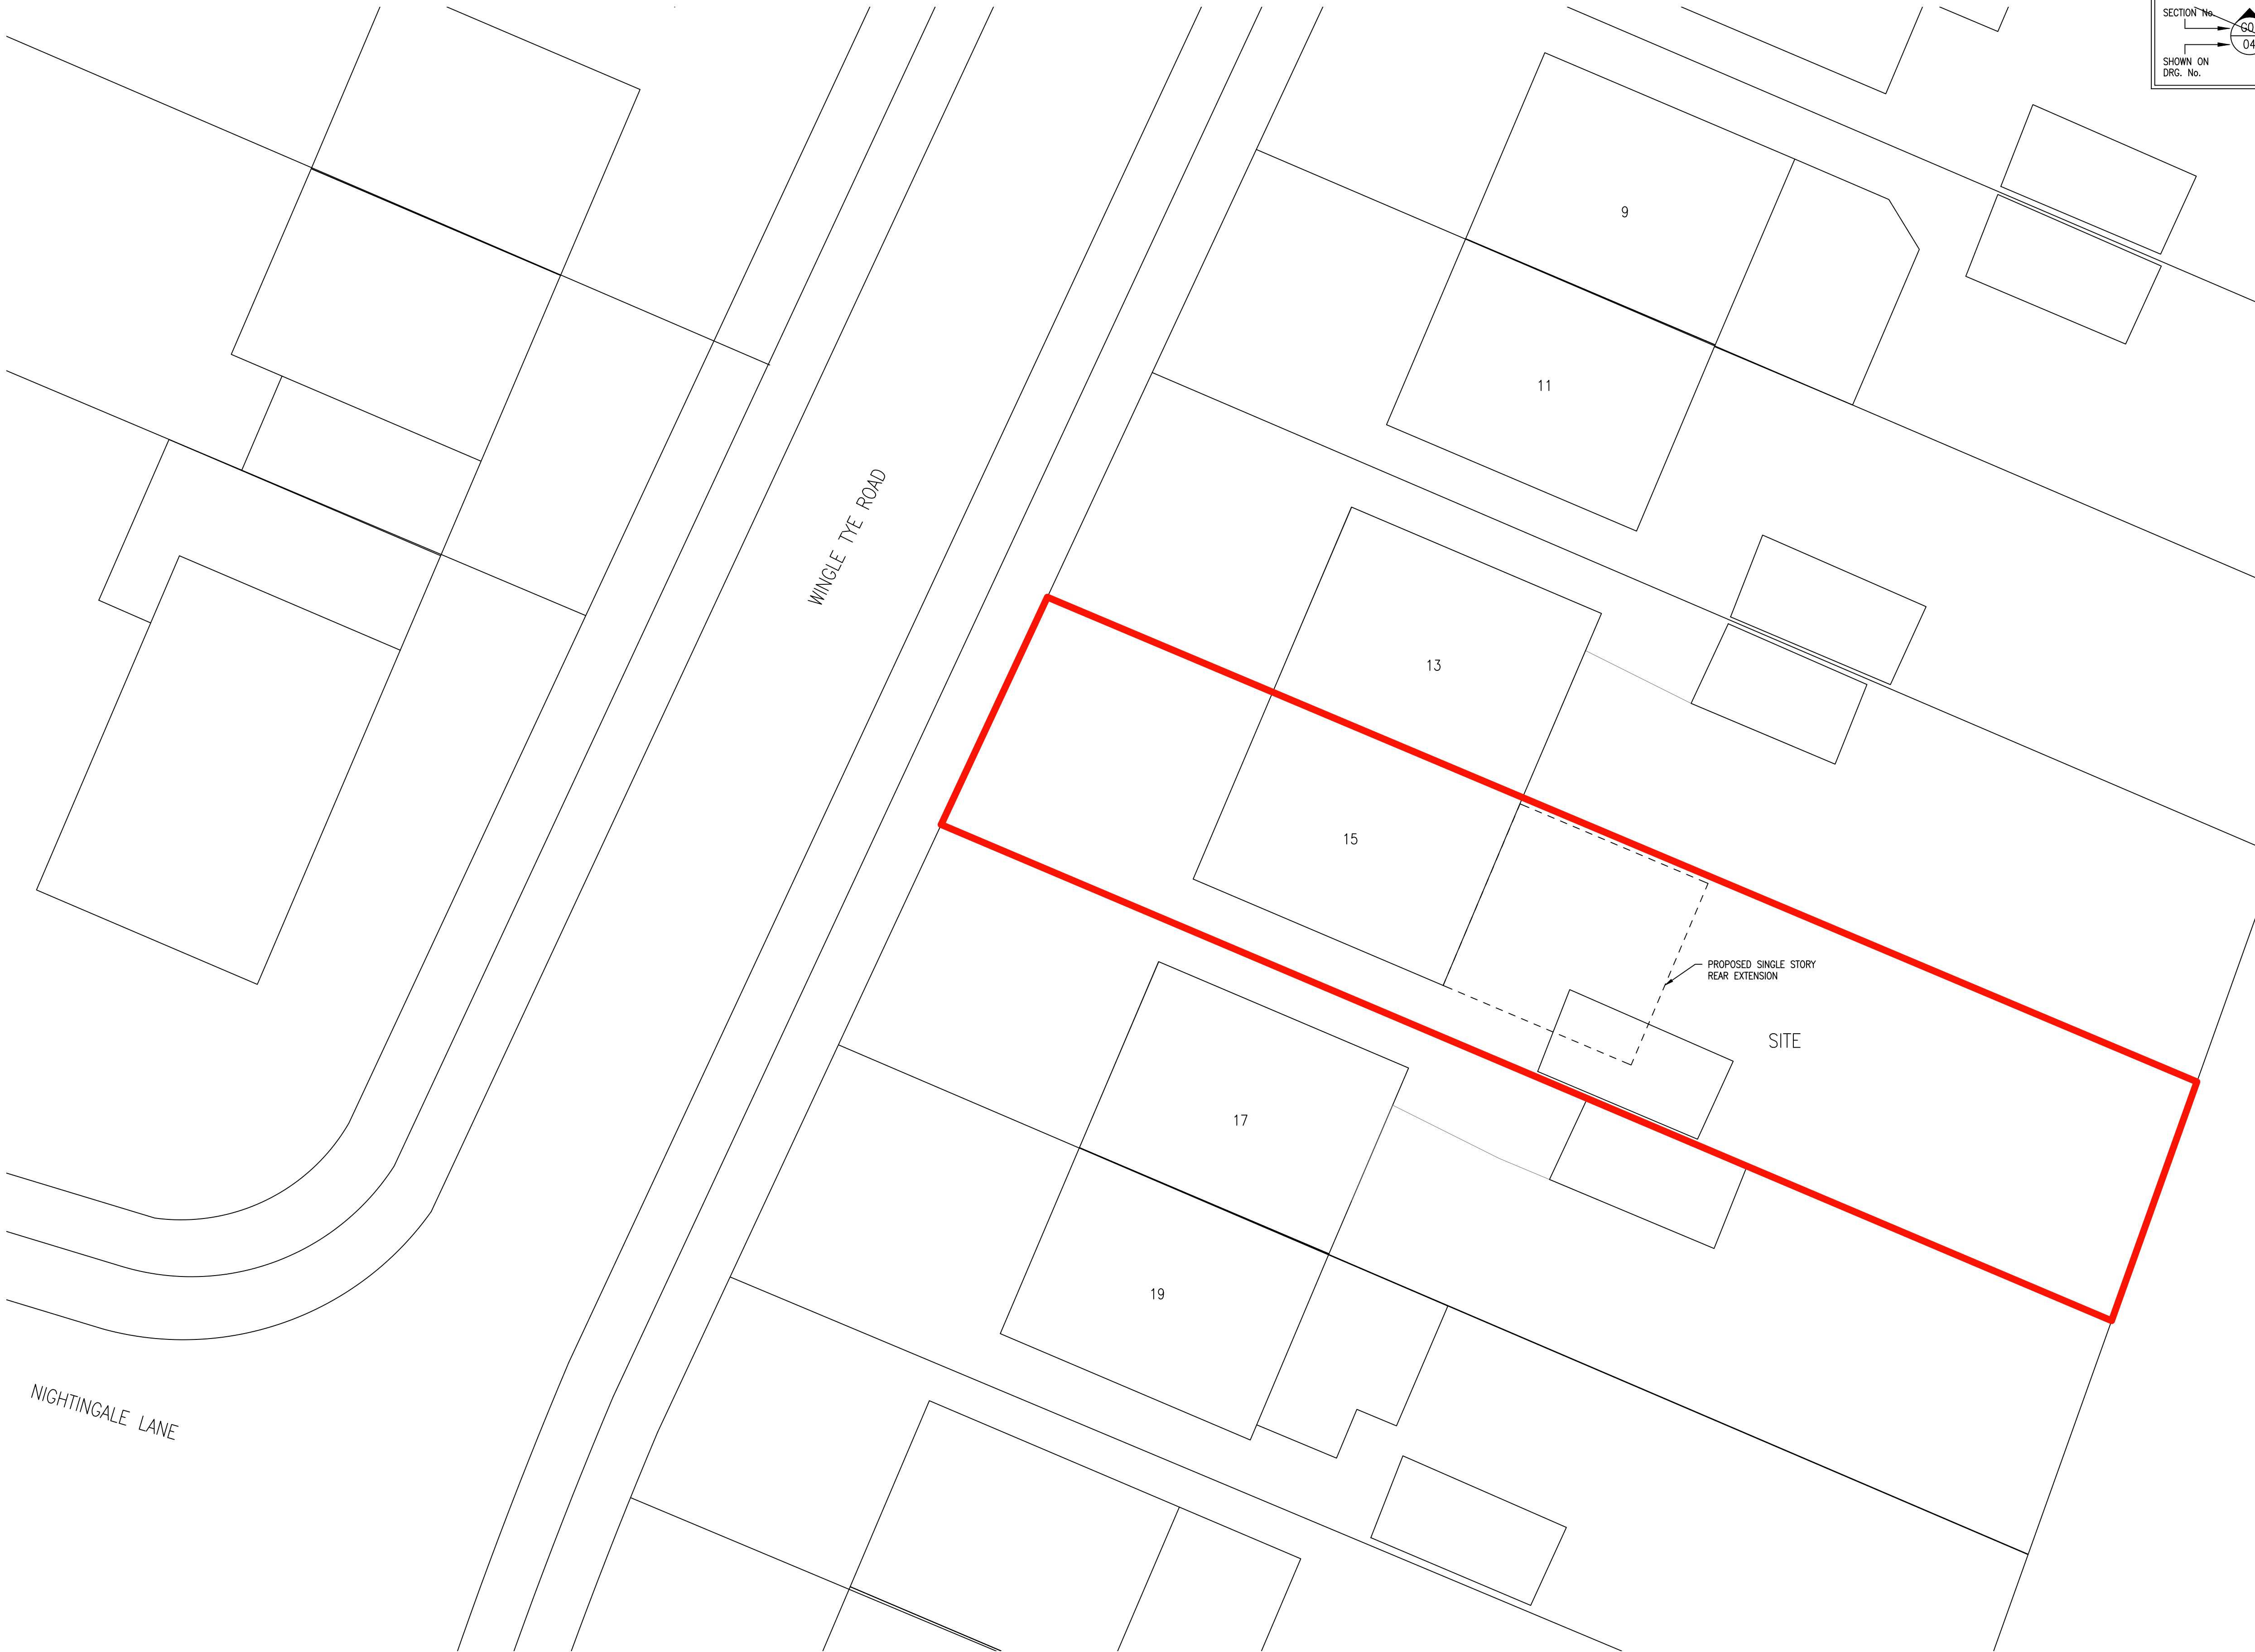 SECTION No.
04
SHOWN ON
DRG. No.
9
11
WINGLE TYE ROAD
13
15
PROPOSED SINGLE STORY
REAR EXTENSION
SITE
17
19
NIGHTINGALE LANE